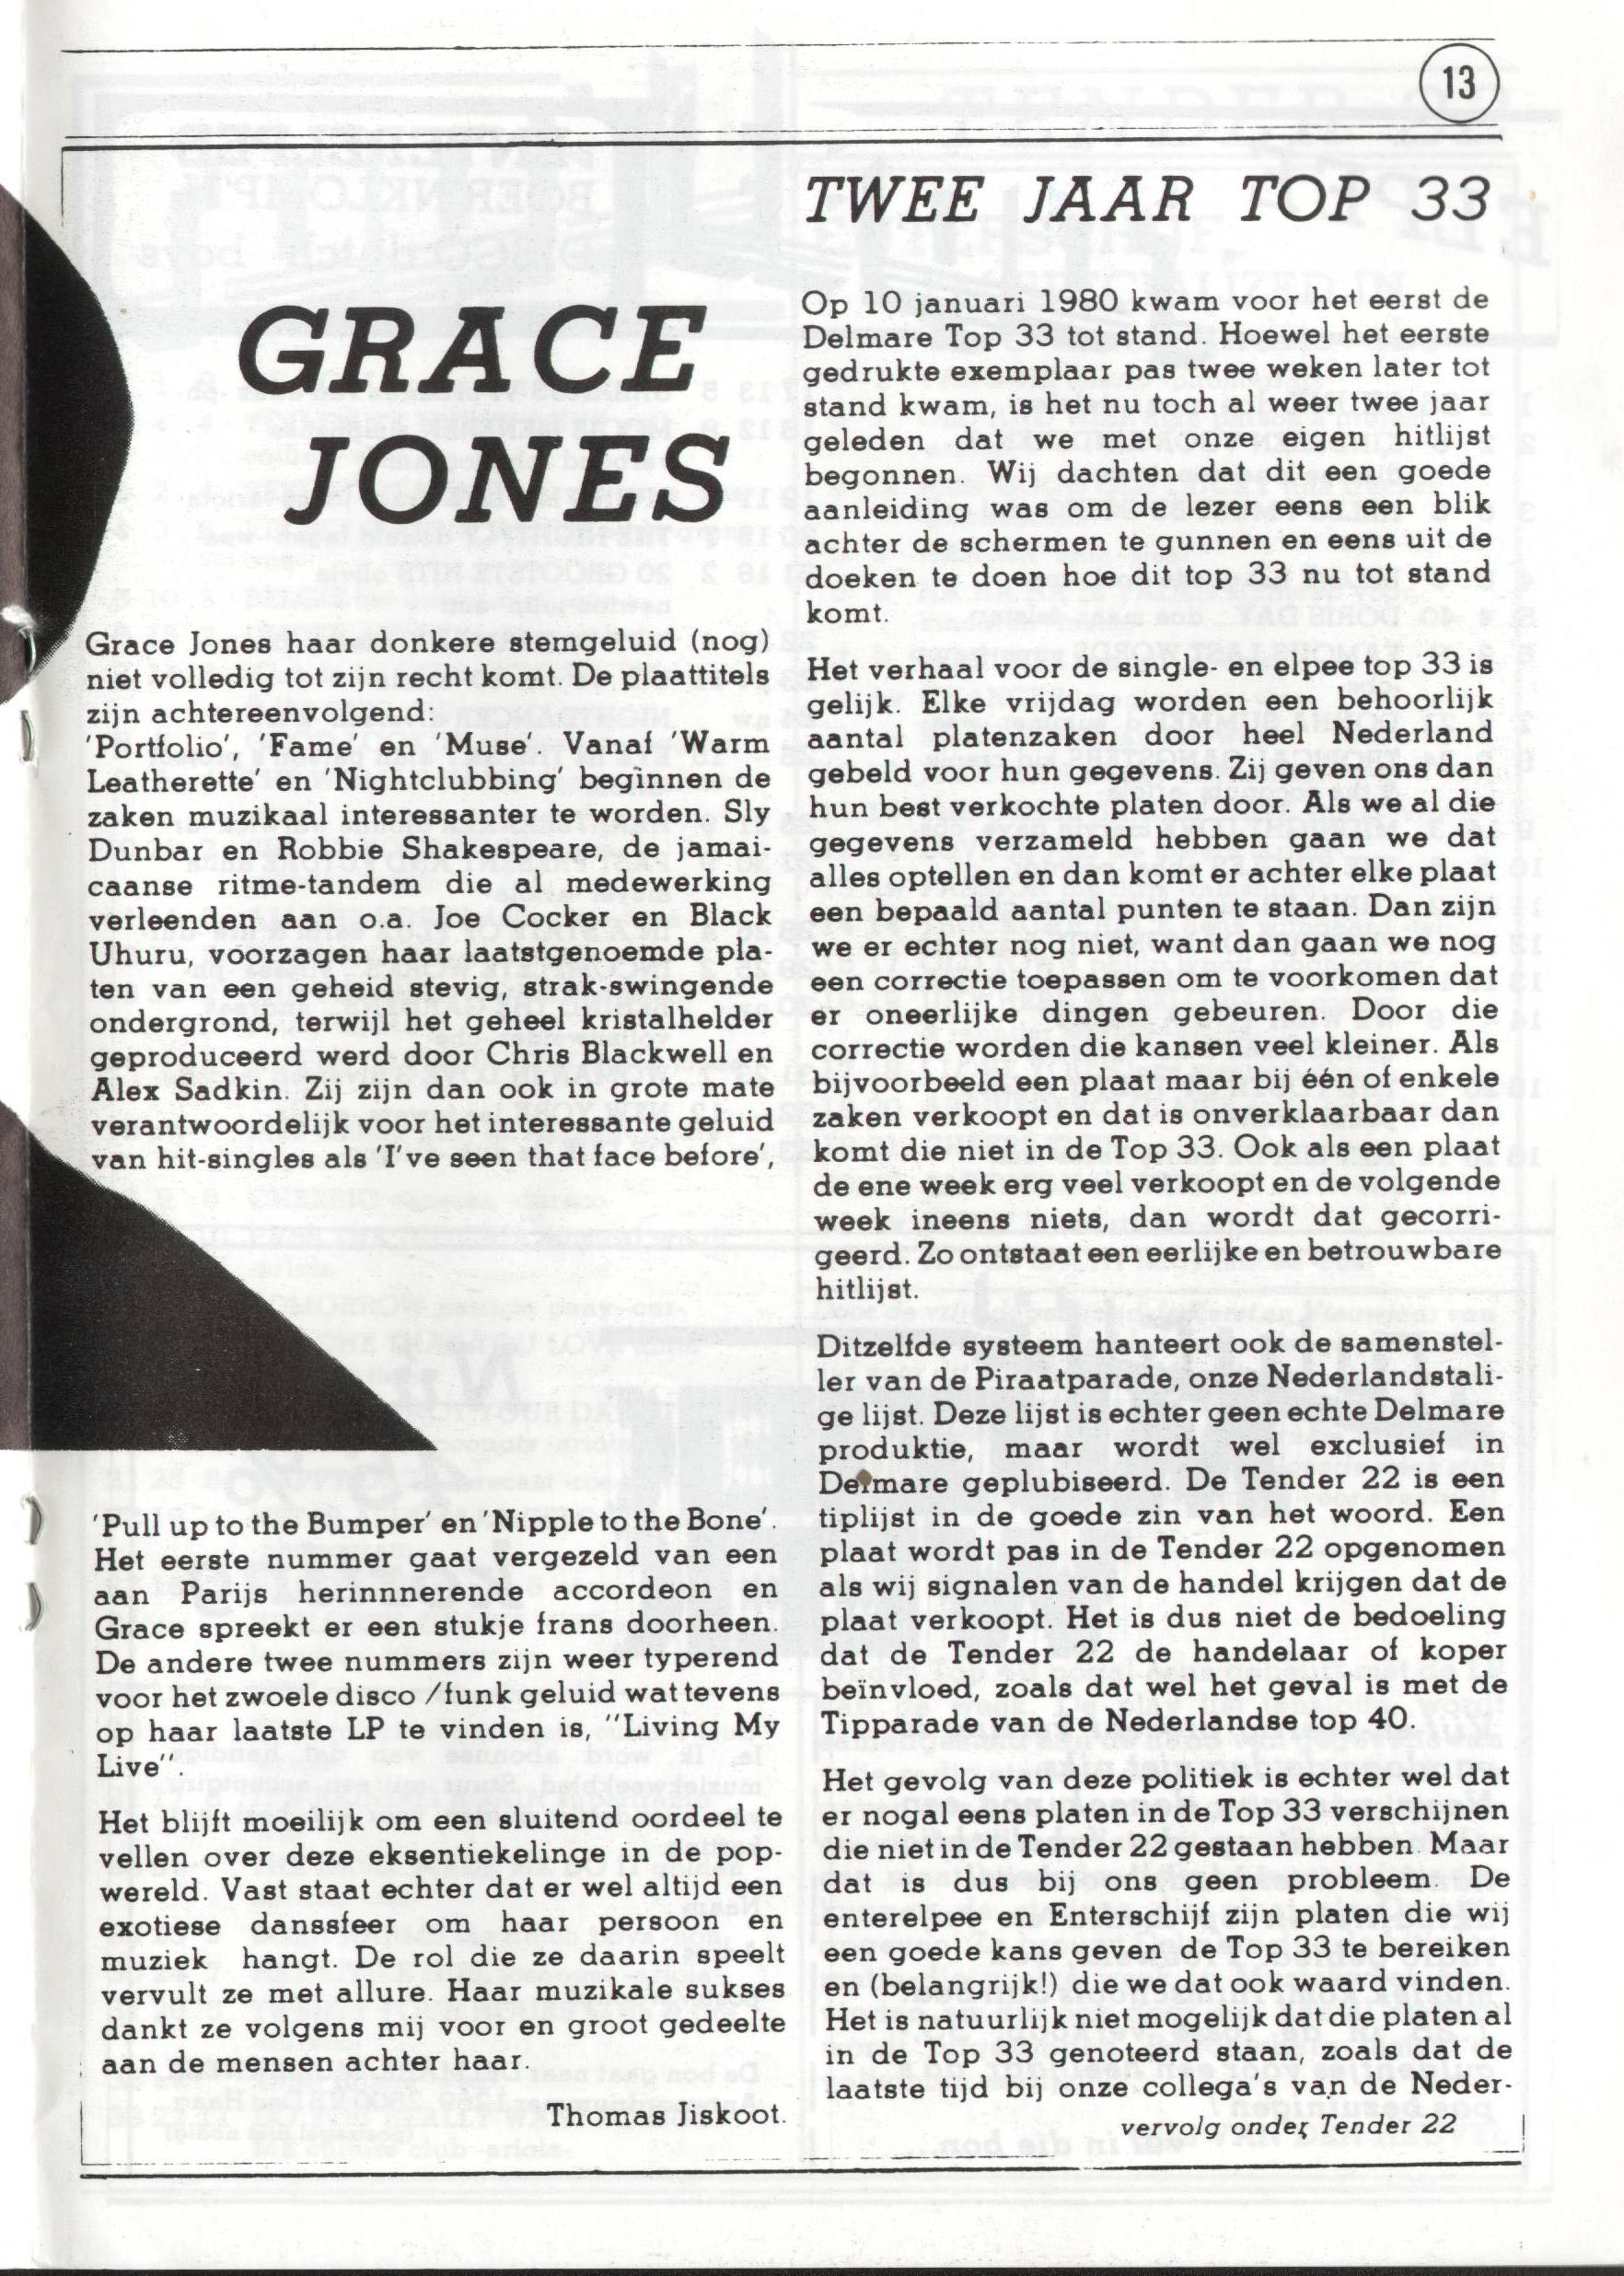 13
GRACE
JONES
Grace Jones haar donkere stemgeluid (nog)
niet volledig tot zijn recht komt. De plaattitels
zijn achtereenvolgend:
'Portfolio', 'Fame' en 'Muse'. Vanaf 'Warm
Leatherette' en 'Nightclubbing' beginnen de
zaken muzikaal interessanter te worden. Sly
Dunbar en Robbie Shakespeare, de jamai-
caanse ritme-tandem die al medewerking
verleenden aan o.a. Joe Cocker en Black
Uhuru, voorzagen haar laatstgenoemde pla-
ten van een geheid stevig, strak-swingende
ondergrond, terwijl het geheel kristalhelder
geproduceerd werd door Chris Blackwell en
Alex Sadkin. Zij zijn dan ook in grote mate
verantwoordelijk voor het interessante geluid
van hit-singles als 'I've seen that face before',
'Pull up to the Bumper' en 'Nipple to the Bone'.
Het eerste nummer gaat vergezeld van een
aan Parijs herinnnerende accordeon en
Grace spreekt er een stukje frans doorheen.
De andere twee nummers zijn weer typerend
voor het zwoele disco /funk geluid wat tevens
op haar laatste LP te vinden is, "Living My
Live".
Het blijft moeilijk om een sluitend oordeel te
vellen over deze eksentiekelinge in de pop-
wereld. Vast staat echter dat er wel altijd een
exotiese danssfeer om haar persoon en
muziek hangt. De rol die ze daarin speelt
vervult ze met allure. Haar muzikale sukses
dankt ze volgens mij voor en groot gedeelte
aan de mensen achter haar.
Thomas Jiskoot.
TWEE JAAR TOP 33
Op 10 januari 1980 kwam voor het eerst de
Delmare Top 33 tot stand. Hoewel het eerste
gedrukte exemplaar pas twee weken later tot
stand kwam, is het nu toch al weer twee jaar
geleden dat we met onze eigen hitlijst
begonnen. Wij dachten dat dit een goede
aanleiding was om de lezer eens een blik
achter de schermen te gunnen en eens uit de
doeken te doen hoe dit top 33 nu tot stand
komt.
Het verhaal voor de single- en elpee top 33 is
gelijk. Elke vrijdag worden een behoorlijk
aantal platenzaken door heel Nederland
gebeld voor hun gegevens. Zij geven ons dan
hun best verkochte platen door. Als we al die
gegevens verzameld hebben gaan we dat
alles optellen en dan komt er achter elke plaat
een bepaald aantal punten te staan. Dan zijn
we er echter nog niet, want dan gaan we nog
een correctie toepassen om te voorkomen dat
er oneerlijke dingen gebeuren. Door die
correctie worden die kansen veel kleiner. Als
bijvoorbeeld een plaat maar bij één of enkele
zaken verkoopt en dat is onverklaarbaar dan
komt die niet in de Top 33. Ook als een plaat
de ene week erg veel verkoopt en de volgende
week ineens niets, dan wordt dat gecorri-
geerd. Zo ontstaat een eerlijke en betrouwbare
hitlijst.
Ditzelfde systeem hanteert ook de samenstel-
ler van de Piraatparade, onze Nederlandstali-
ge lijst. Deze lijst is echter geen echte Delmare
produktie, maar wordt wel exclusief in
Delmare geplubiseerd. De Tender 22 is een
tiplijst in de goede zin van het woord. Een
plaat wordt pas in de Tender 22 opgenomen
als wij signalen van de handel krijgen dat de
plaat verkoopt. Het is dus niet de bedoeling
dat de Tender 22 de handelaar of koper
beïnvloed, zoals dat wel het geval is met de
Tipparade van de Nederlandse top 40.
Het gevolg van deze politiek is echter wel dat
er nogal eens platen in de Top 33 verschijnen
die niet in de Tender 22 gestaan hebben. Maar
dat is dus bij ons geen probleem. De
enterelpee en Enterschijf zijn platen die wij
een goede kans geven de Top 33 te bereiken
en (belangrijk!) die we dat ook waard vinden.
Het is natuurlijk niet mogelijk dat die platen al
in de Top 33 genoteerd staan, zoals dat de
laatste tijd bij onze collega's van de Neder-
vervolg onder Tender 22